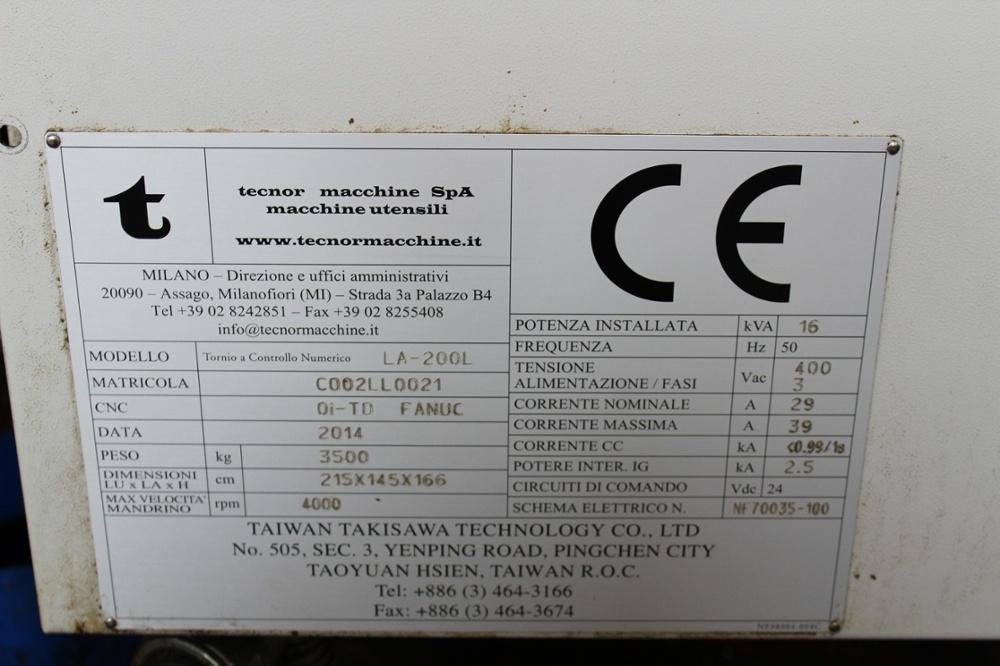 t
tecnor macchine SpA
macchine utensili
www.tecnormacchine.it
MILANO – Direzione e uffici amministrativi
20090 – Assago, Milanofiori (MI) – Strada 3a Palazzo B4
Tel +39 02 8242851 – Fax +39 02 8255408
info@tecnormacchine.it
MODELLO Tornio a Controllo Numerico LA-200L
MATRICOLA C002LL0021
CNC 0i-TD FANUC
DATA 2014
PESO kg 3500
DIMENSIONI
LU x LA x H cm 215X145X166
MAX VELOCITA'
MANDRINO rpm 4000
CE
POTENZA INSTALLATA kVA 16
FREQUENZA Hz 50
TENSIONE
ALIMENTAZIONE / FASI Vac 400
3
CORRENTE NOMINALE A 29
CORRENTE MASSIMA A 39
CORRENTE CC kA <0.99/1s
POTERE INTER. IG kA 2.5
CIRCUITI DI COMANDO Vdc 24
SCHEMA ELETTRICO N. NF70035-100
TAIWAN TAKISAWA TECHNOLOGY CO., LTD
No. 505, SEC. 3, YENPING ROAD, PINGCHEN CITY
TAOYUAN HSIEN, TAIWAN R.O.C.
Tel: +886 (3) 464-3166
Fax: +886 (3) 464-3674
NF38004-004C